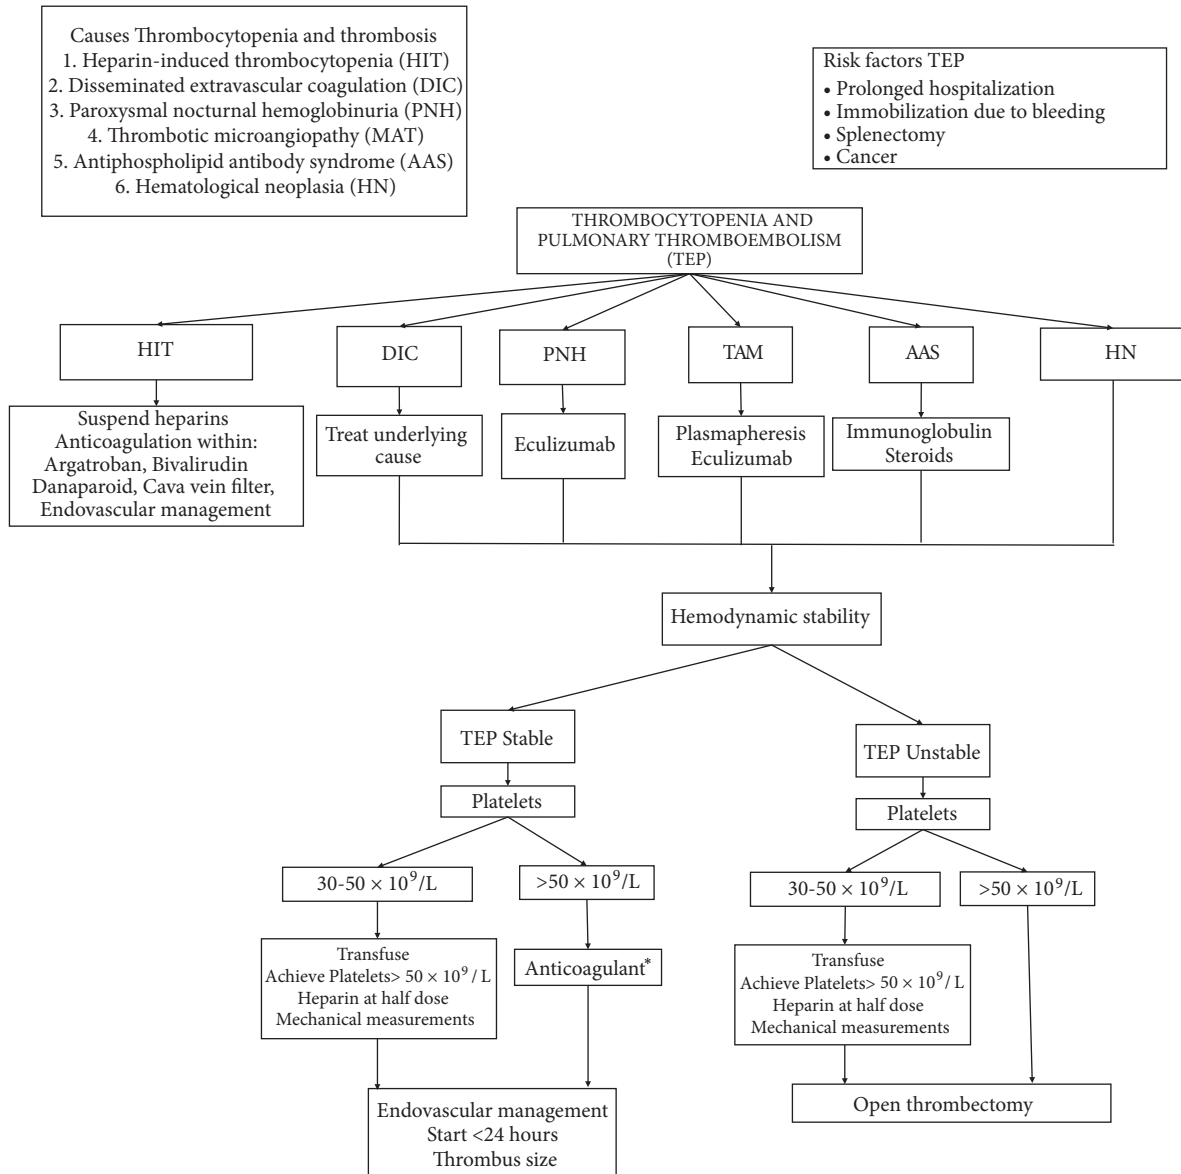 Causes Thrombocytopenia and thrombosis
1. Heparin-induced thrombocytopenia (HIT)
2. Disseminated extravascular coagulation (DIC)
3. Paroxysmal nocturnal hemoglobinuria (PNH)
4. Thrombotic microangiopathy (MAT)
5. Antiphospholipid antibody syndrome (AAS)
6. Hematological neoplasia (HN)
Risk factors TEP
• Prolonged hospitalization
• Immobilization due to bleeding
• Splenectomy
• Cancer
THROMBOCYTOPENIA AND
PULMONARY THROMBOEMBOLISM
(TEP)
HIT
DIC
PNH
TAM
AAS
HN
Suspend heparins
Anticoagulation within:
Argatroban, Bivalirudin
Danaparoid, Cava vein filter,
Endovascular management
Treat underlying
cause
Eculizumab
Plasmapheresis
Eculizumab
Immunoglobulin
Steroids
Hemodynamic stability
TEP Stable
TEP Unstable
Platelets
Platelets
30-50 × 10⁹/L
>50 × 10⁹/L
30-50 × 10⁹/L
>50 × 10⁹/L
Transfuse
Achieve Platelets> 50 × 10⁹/L
Heparin at half dose
Mechanical measurements
Anticoagulant*
Transfuse
Achieve Platelets> 50 × 10⁹/L
Heparin at half dose
Mechanical measurements
Endovascular management
Start <24 hours
Thrombus size
Open thrombectomy